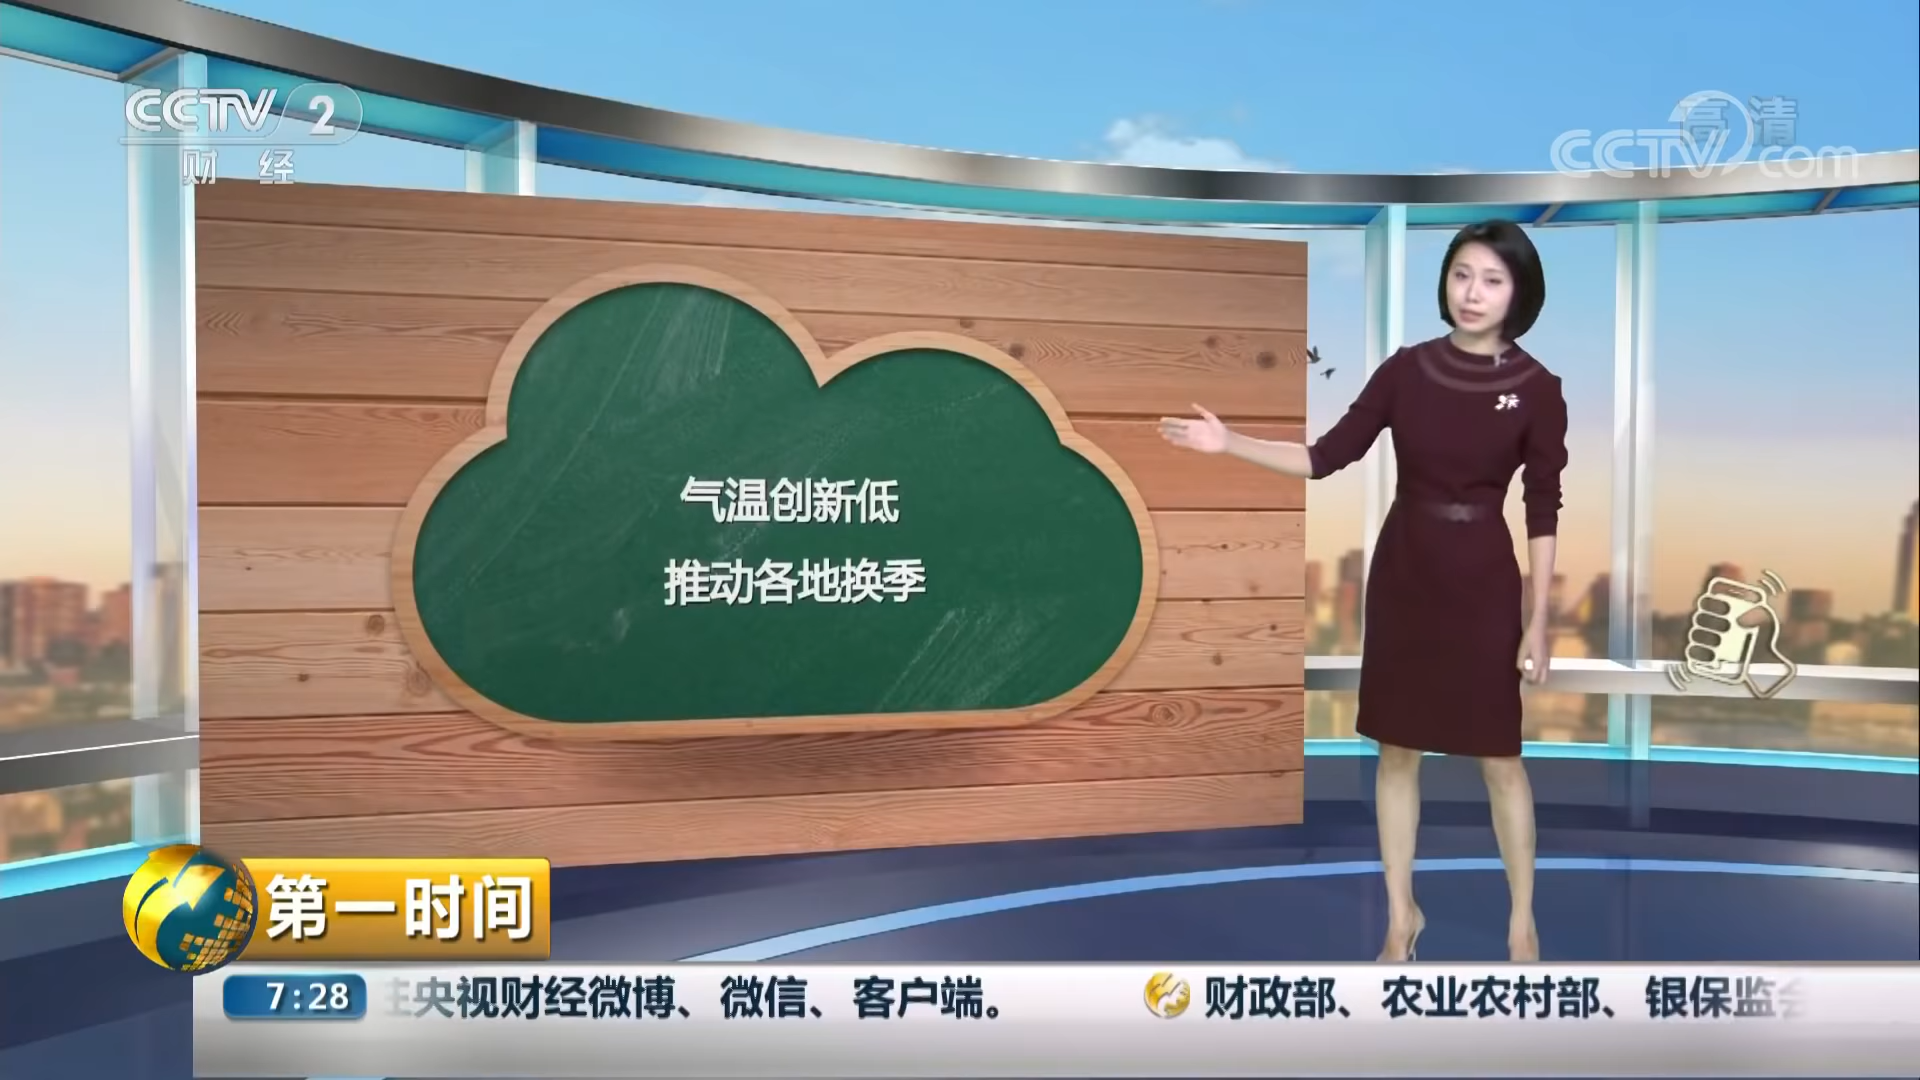 CCTV 2
财 经
高清
CCTV.com
气温创新低
推动各地换季
第一时间
7:28
央视财经微博、微信、客户端。
财政部、农业农村部、银保监会